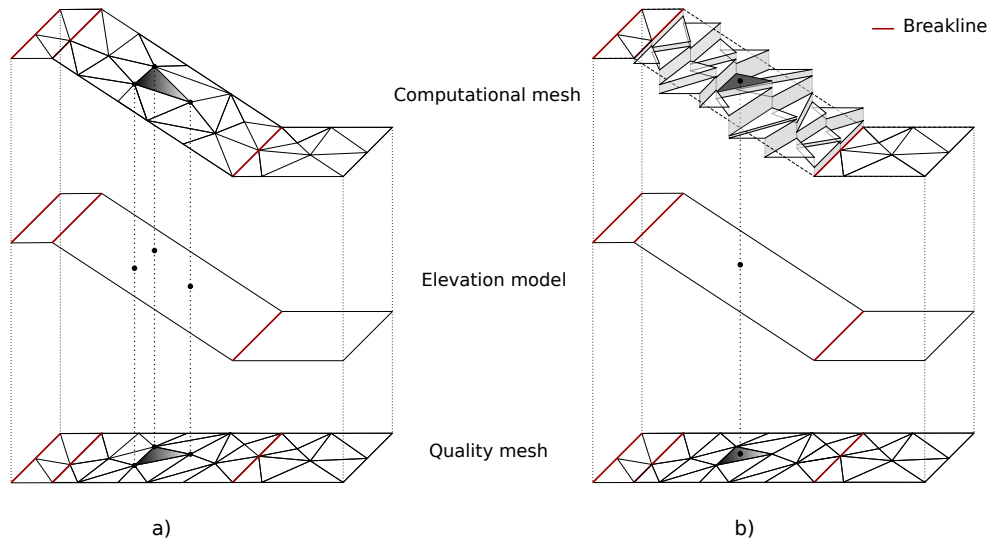 Breakline
Computational mesh
Elevation model
Quality mesh
a)
b)